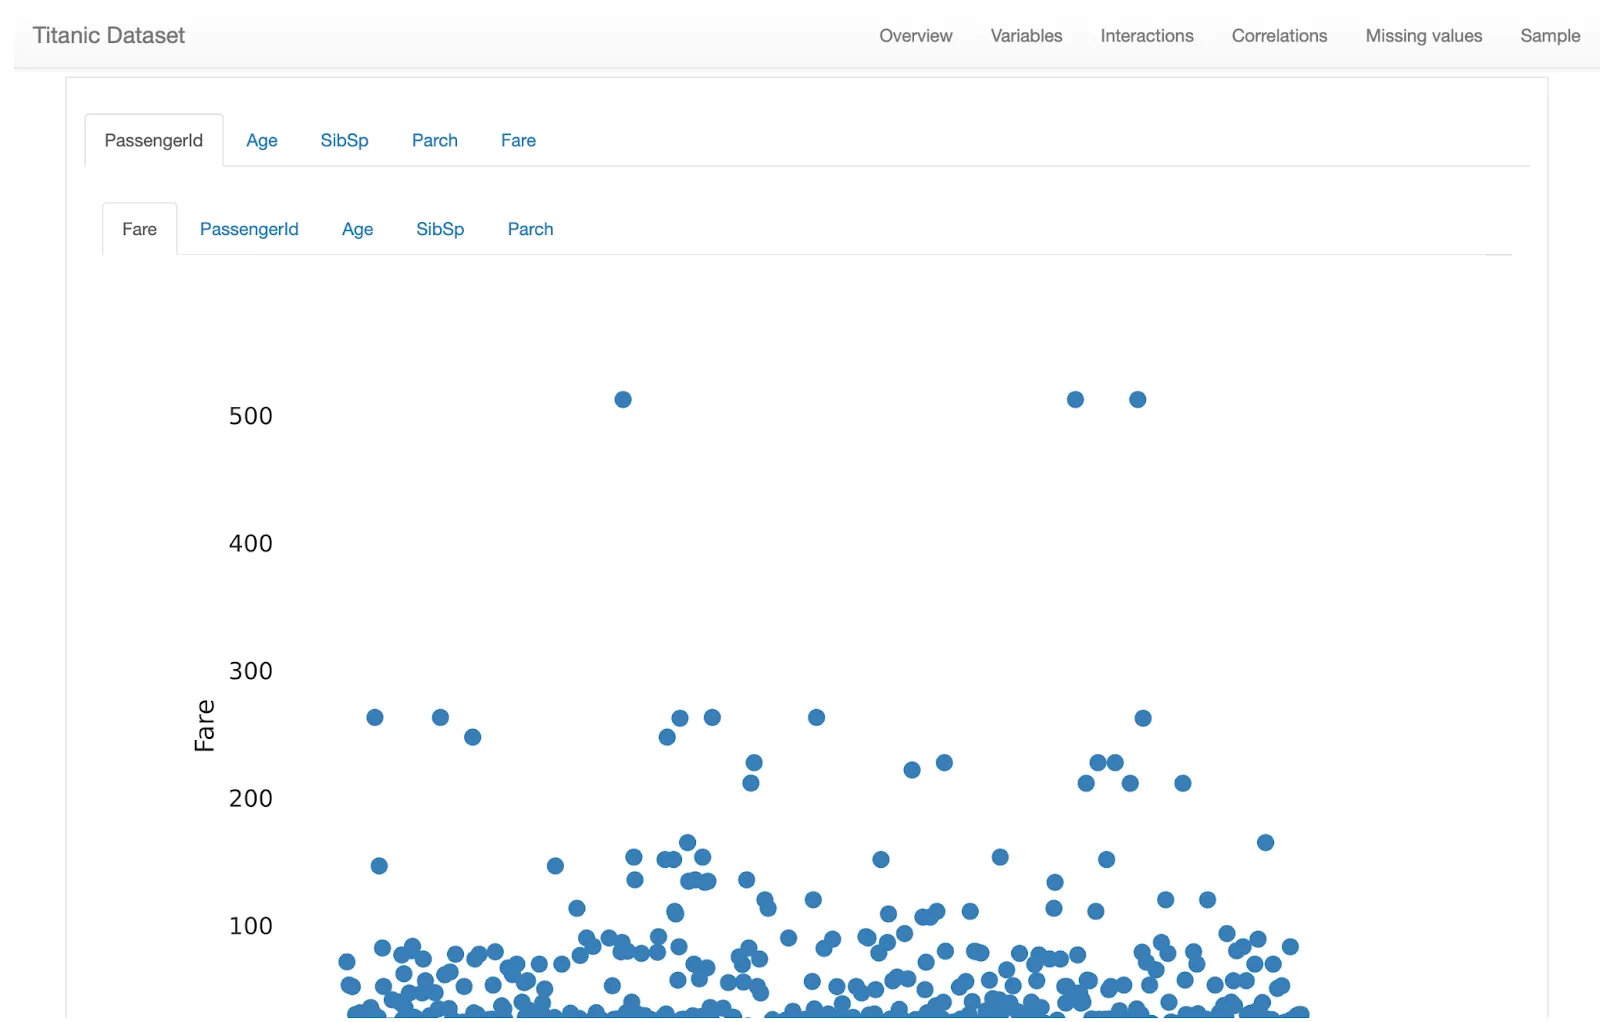 Titanic Dataset Overview Variables Interactions Correlations Missing values Sample
PassengerId Age SibSp Parch Fare
Fare PassengerId Age SibSp Parch
500
400
300
Fare
200
100